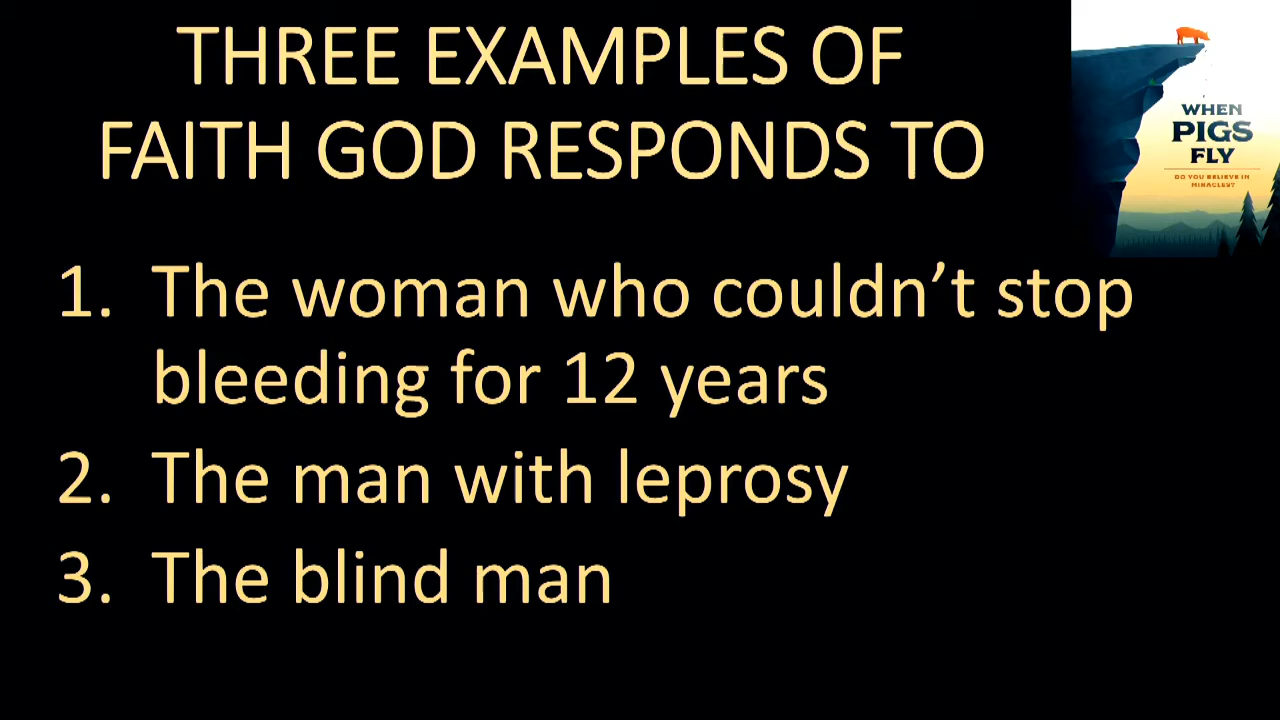 THREE EXAMPLES OF
FAITH GOD RESPONDS TO
WHEN
PIGS
FLY
DO YOU BELIEVE IN
MIRACLES?
1. The woman who couldn’t stop
bleeding for 12 years
2. The man with leprosy
3. The blind man